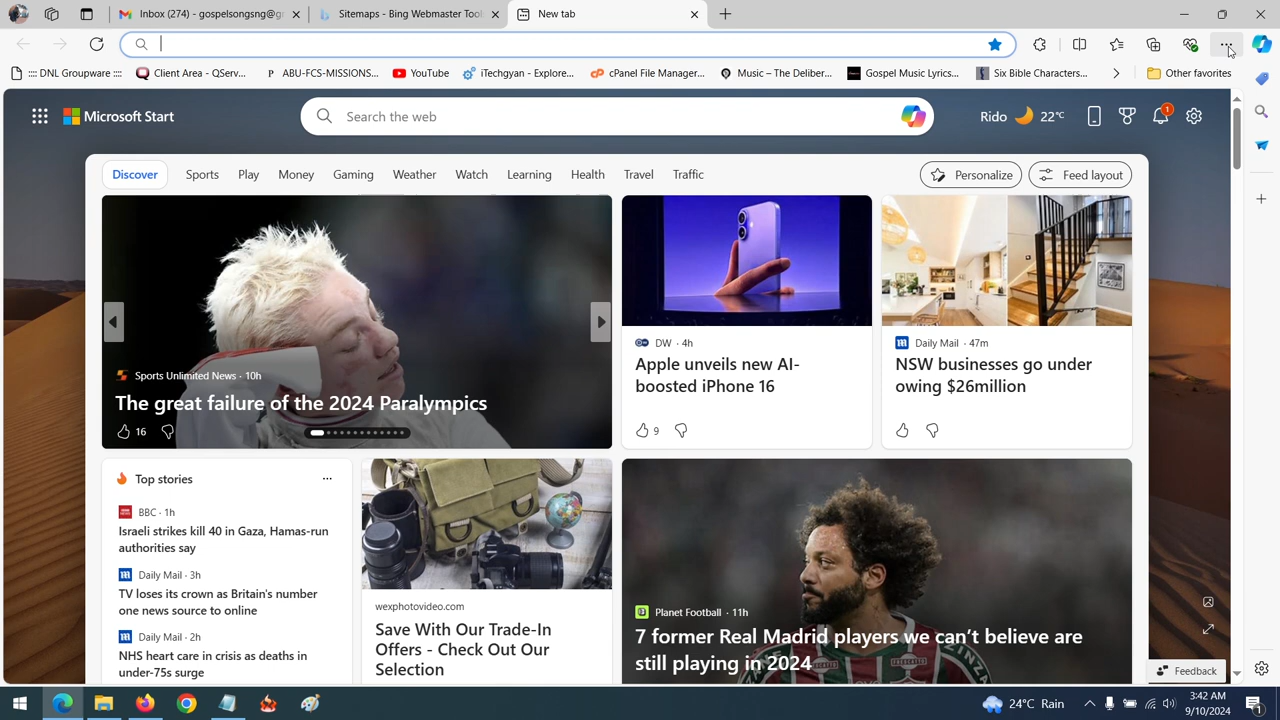 Inbox (274) - gospelsongsng@gm
Sitemaps - Bing Webmaster Tool
New tab
:::: DNL Groupware ::::
Client Area - QServ...
ABU-FCS-MISSIONS...
YouTube
iTechgyan - Explore...
cPanel File Manager...
Music – The Deliber...
Gospel Music Lyrics...
Six Bible Characters...
Other favorites
Microsoft Start
Search the web
Rido
22°C
1
Discover
Sports
Play
Money
Gaming
Weather
Watch
Learning
Health
Travel
Traffic
Personalize
Feed layout
Sports Unlimited News · 10h
The great failure of the 2024 Paralympics
16
DW · 4h
Apple unveils new AI-
boosted iPhone 16
9
Daily Mail · 47m
NSW businesses go under
owing $26million
Top stories
BBC · 1h
Israeli strikes kill 40 in Gaza, Hamas-run
authorities say
Daily Mail · 3h
TV loses its crown as Britain's number
one news source to online
Daily Mail · 2h
NHS heart care in crisis as deaths in
under-75s surge
wexphotovideo.com
Save With Our Trade-In
Offers - Check Out Our
Selection
Planet Football · 11h
7 former Real Madrid players we can't believe are
still playing in 2024
Feedback
24°C Rain
3:42 AM
9/10/2024
1